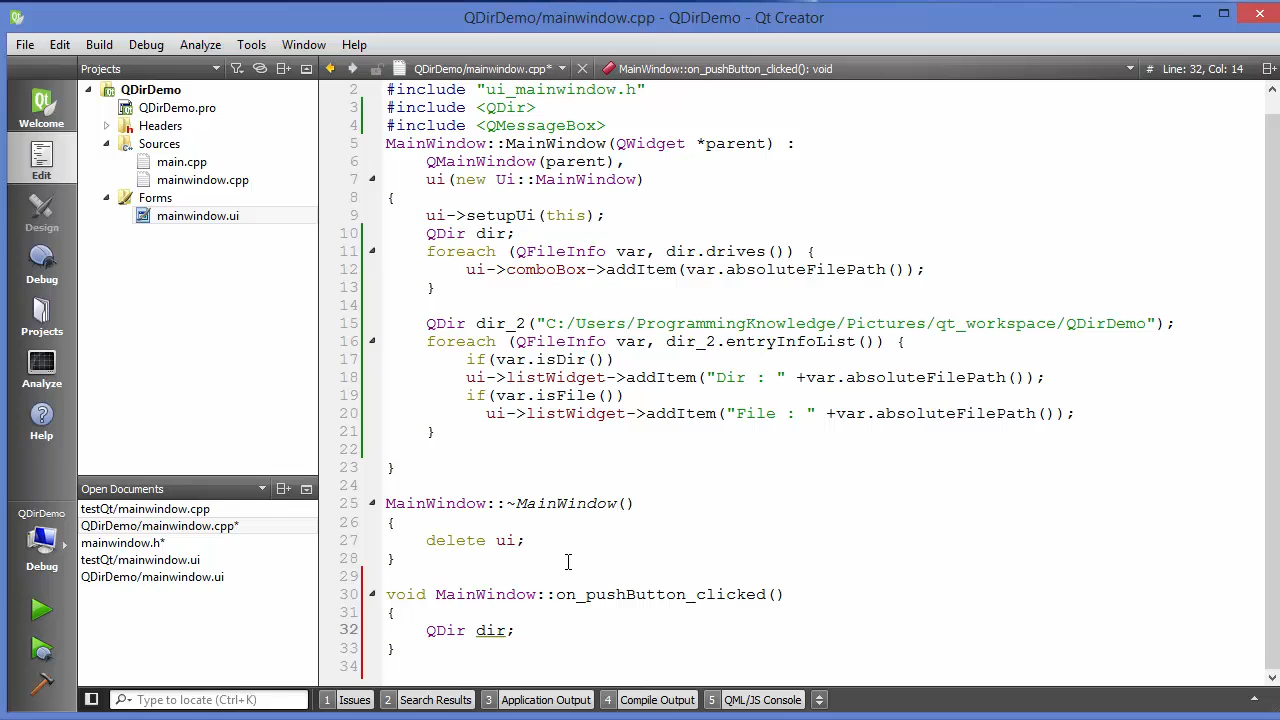 QDirDemo/mainwindow.cpp - QDirDemo - Qt Creator
File Edit Build Debug Analyze Tools Window Help
Projects
QDirDemo/mainwindow.cpp*
MainWindow::on_pushButton_clicked(): void
# Line: 32, Col: 14
Qt
Welcome
Edit
Design
Debug
Projects
Analyze
Help
QDirDemo
Debug
QDirDemo
QDirDemo.pro
Headers
Sources
main.cpp
mainwindow.cpp
Forms
mainwindow.ui
Open Documents
testQt/mainwindow.cpp
QDirDemo/mainwindow.cpp*
mainwindow.h*
testQt/mainwindow.ui
QDirDemo/mainwindow.ui
2 #include "ui_mainwindow.h"
3 #include <QDir>
4 #include <QMessageBox>
5 MainWindow::MainWindow(QWidget *parent) :
6 QMainWindow(parent),
7 ui(new Ui::MainWindow)
8 {
9 ui->setupUi(this);
10 QDir dir;
11 foreach (QFileInfo var, dir.drives()) {
12 ui->comboBox->addItem(var.absoluteFilePath());
13 }
14
15 QDir dir_2("C:/Users/ProgrammingKnowledge/Pictures/qt_workspace/QDirDemo");
16 foreach (QFileInfo var, dir_2.entryInfoList()) {
17 if(var.isDir())
18 ui->listWidget->addItem("Dir : " +var.absoluteFilePath());
19 if(var.isFile())
20 ui->listWidget->addItem("File : " +var.absoluteFilePath());
21 }
22
23 }
24
25 MainWindow::~MainWindow()
26 {
27 delete ui;
28 }
29
30 void MainWindow::on_pushButton_clicked()
31 {
32 QDir dir;
33 }
34
Type to locate (Ctrl+K)
1 Issues 2 Search Results 3 Application Output 4 Compile Output 5 QML/JS Console